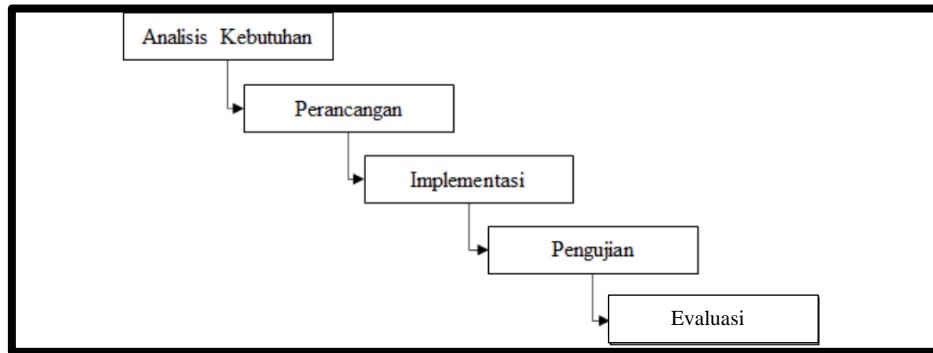 Analisis Kebutuhan
Perancangan
Implementasi
Pengujian
Evaluasi